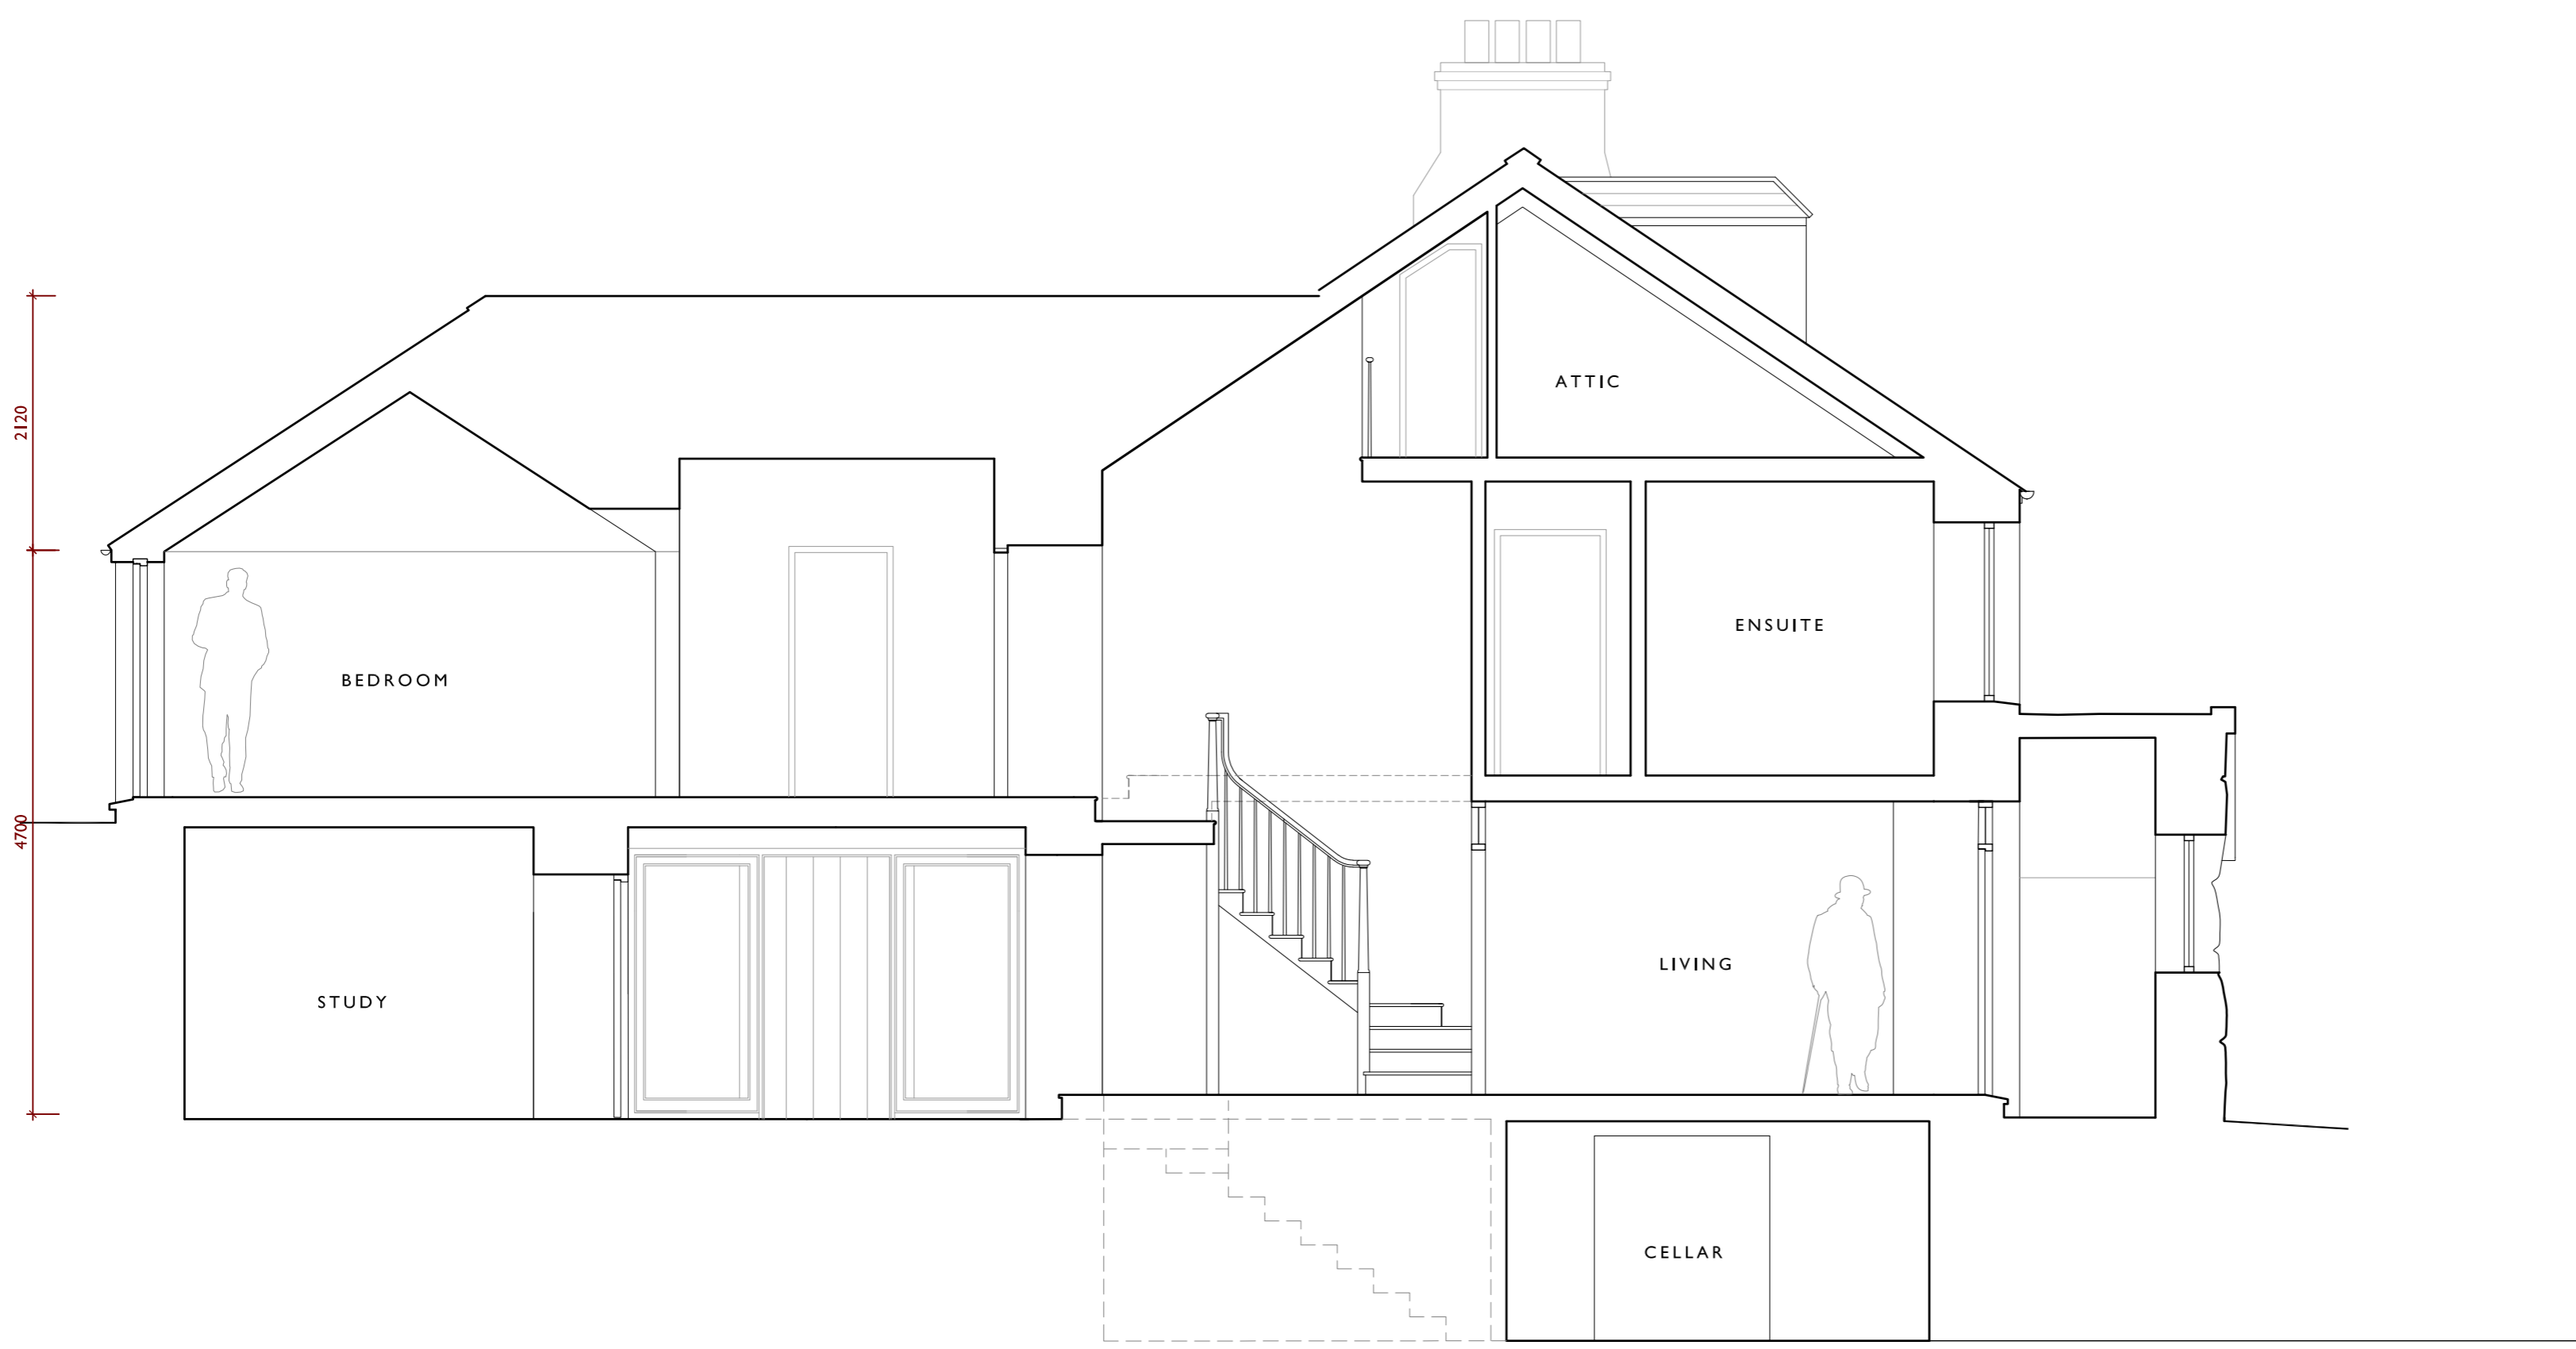 2120
ATTIC
ENSUITE
BEDROOM
4700
LIVING
STUDY
CELLAR